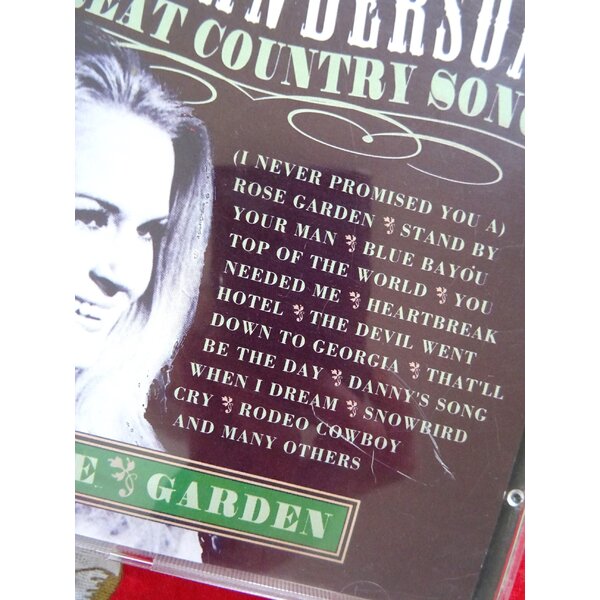 ANDERSON
GREAT COUNTRY SONGS
(I NEVER PROMISED YOU A)
ROSE GARDEN STAND BY
YOUR MAN BLUE BAYOU
TOP OF THE WORLD YOU
NEEDED ME HEARTBREAK
HOTEL THE DEVIL WENT
DOWN TO GEORGIA THAT'LL
BE THE DAY DANNY'S SONG
WHEN I DREAM SNOWBIRD
CRY RODEO COWBOY
AND MANY OTHERS
E GARDEN